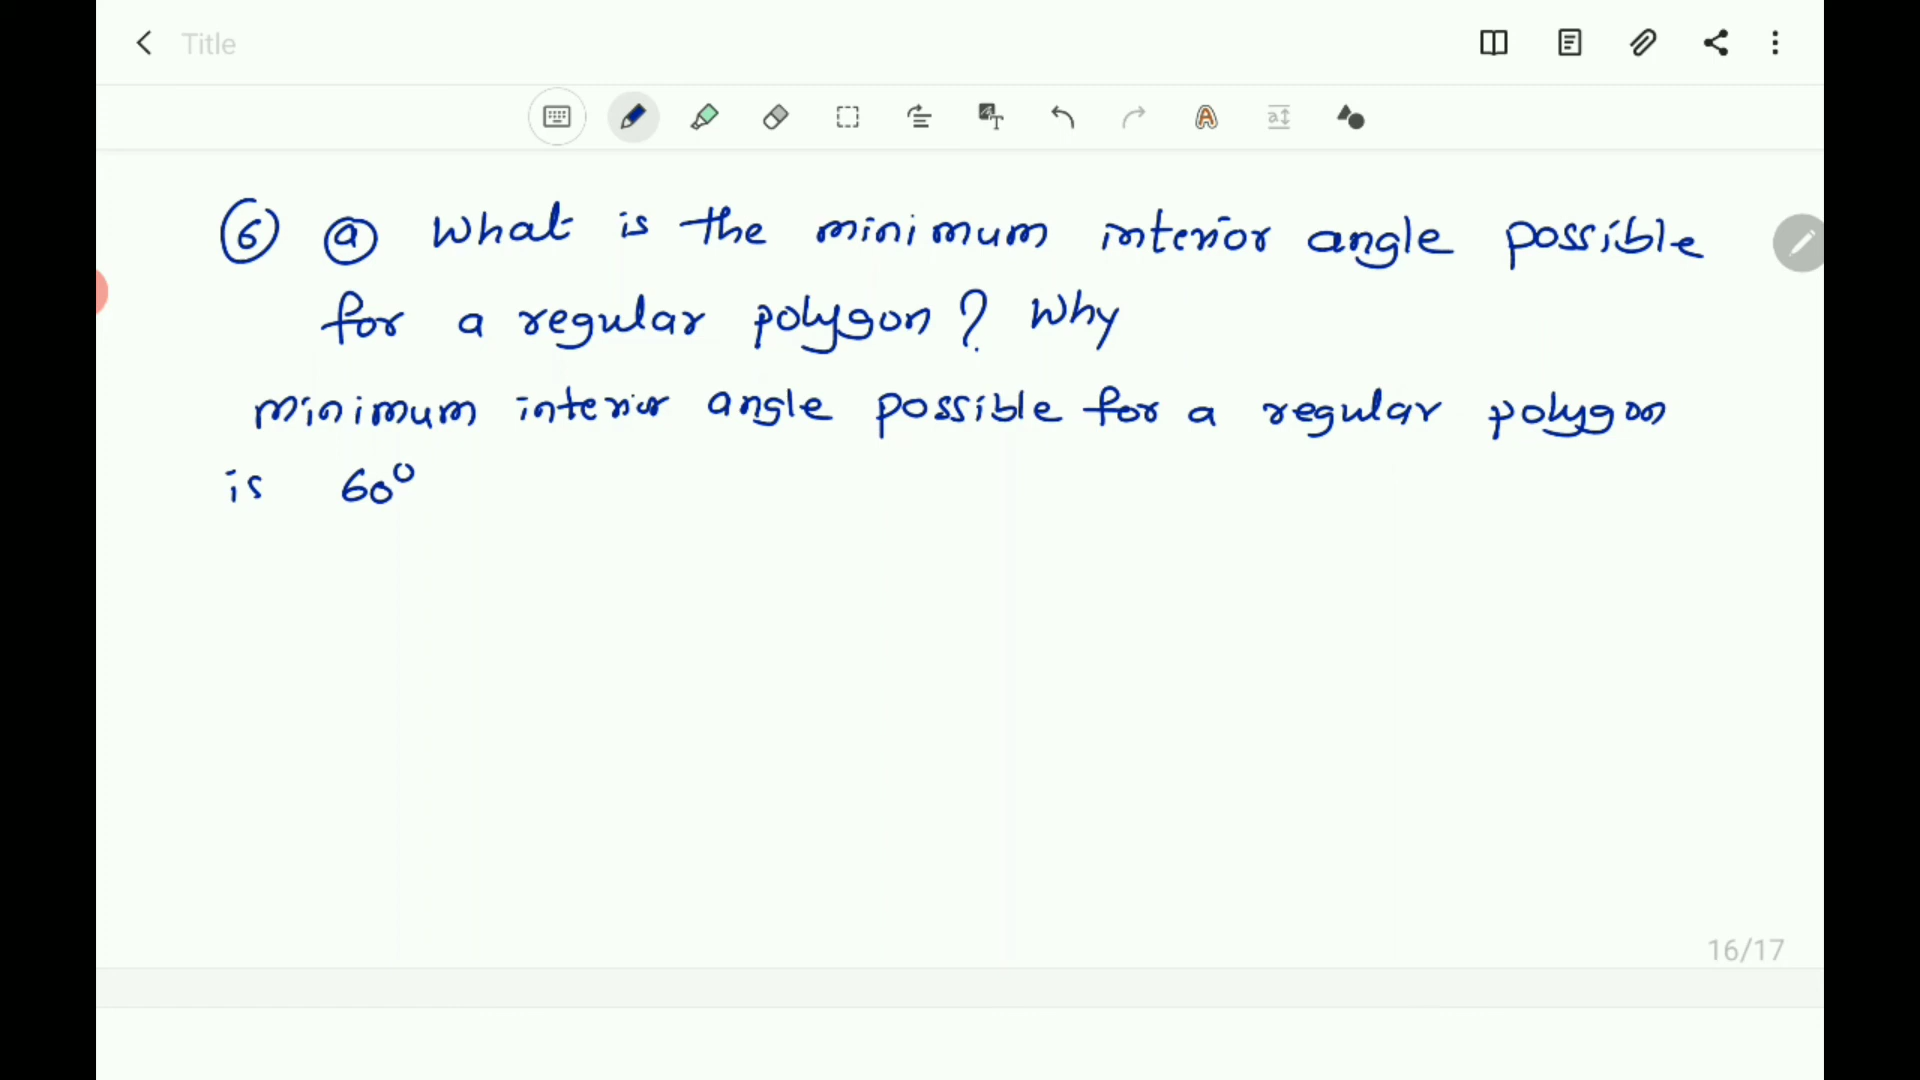 Title
⑥ ⓐ What is the minimum interior angle possible
for a regular polygon ? Why
minimum interior angle possible for a regular polygon
is 60°
16/17